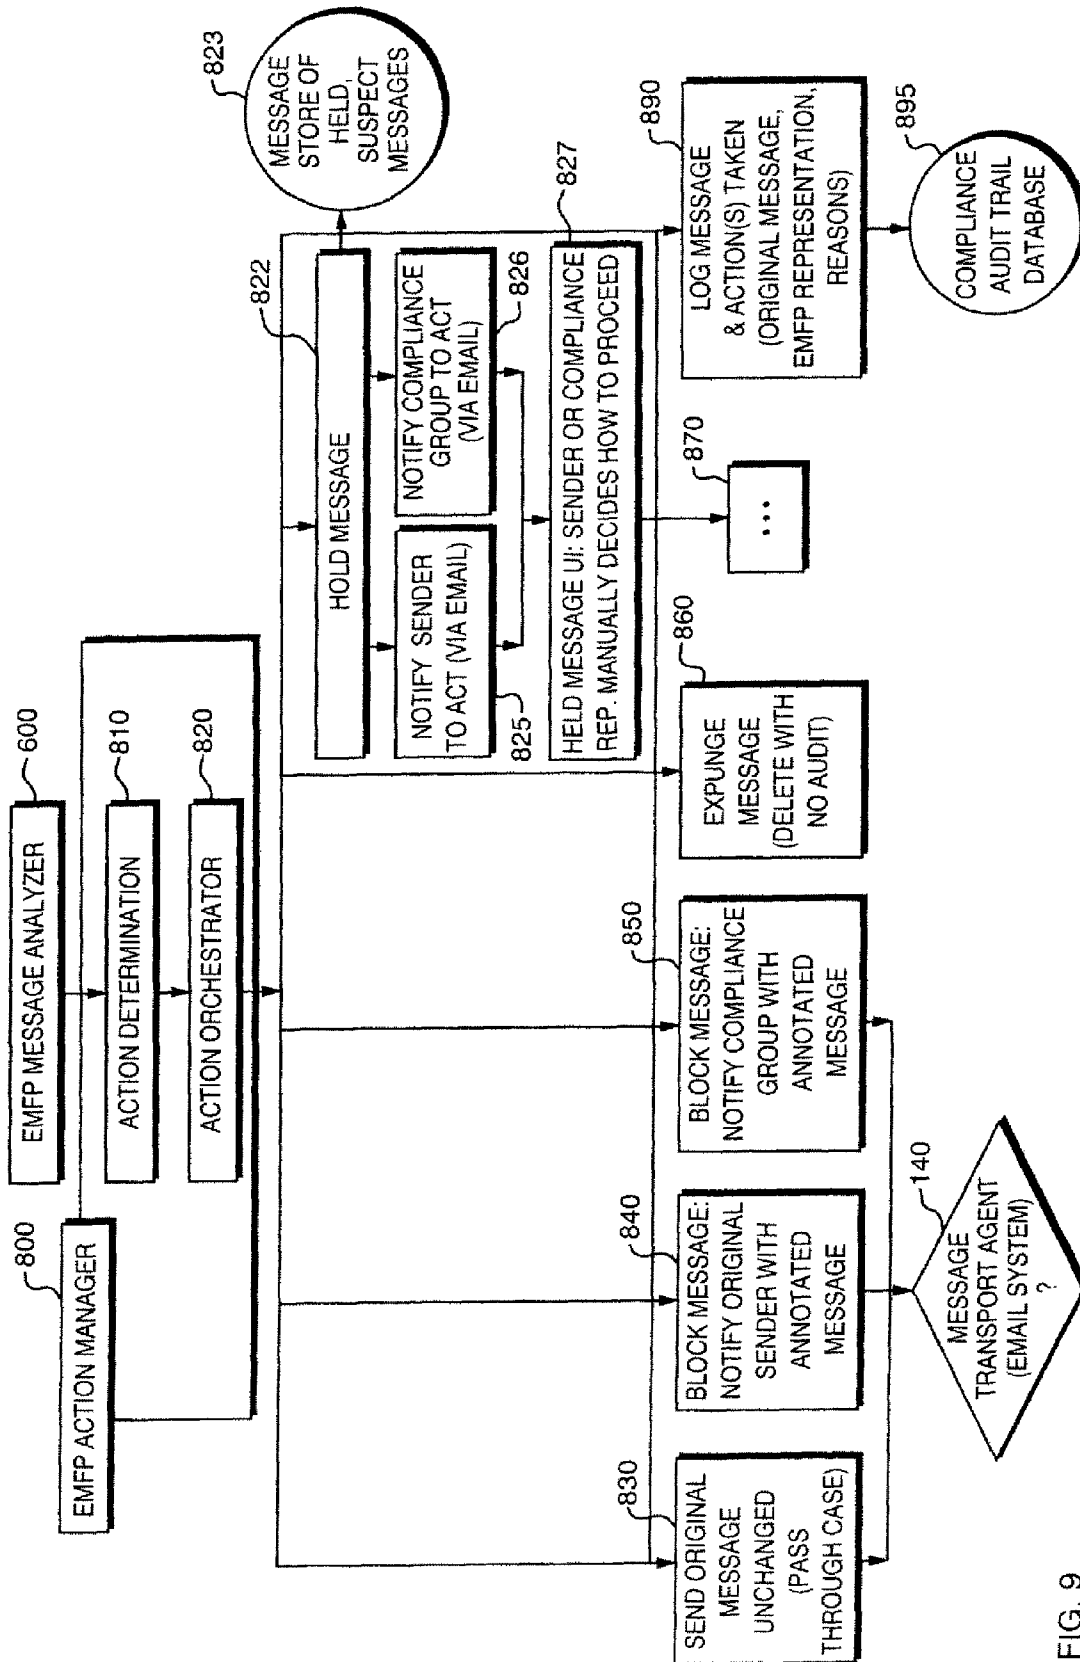 EMFP MESSAGE ANALYZER
600
EMFP ACTION MANAGER
800
ACTION DETERMINATION
810
ACTION ORCHESTRATOR
820
HOLD MESSAGE
822
MESSAGE
STORE OF
HELD,
SUSPECT
MESSAGES
823
NOTIFY SENDER
TO ACT (VIA EMAIL)
825
NOTIFY COMPLIANCE
GROUP TO ACT
(VIA EMAIL)
826
HELD MESSAGE UI: SENDER OR COMPLIANCE
REP. MANUALLY DECIDES HOW TO PROCEED
827
SEND ORIGINAL
MESSAGE
UNCHANGED
(PASS
THROUGH CASE)
830
BLOCK MESSAGE:
NOTIFY ORIGINAL
SENDER WITH
ANNOTATED
MESSAGE
840
BLOCK MESSAGE:
NOTIFY COMPLIANCE
GROUP WITH
ANNOTATED
MESSAGE
850
EXPUNGE
MESSAGE
(DELETE WITH
NO AUDIT)
860
...
870
LOG MESSAGE
& ACTION(S) TAKEN
(ORIGINAL MESSAGE,
EMFP REPRESENTATION,
REASONS)
890
MESSAGE
TRANSPORT AGENT
(EMAIL SYSTEM)
?
140
COMPLIANCE
AUDIT TRAIL
DATABASE
895
FIG. 9